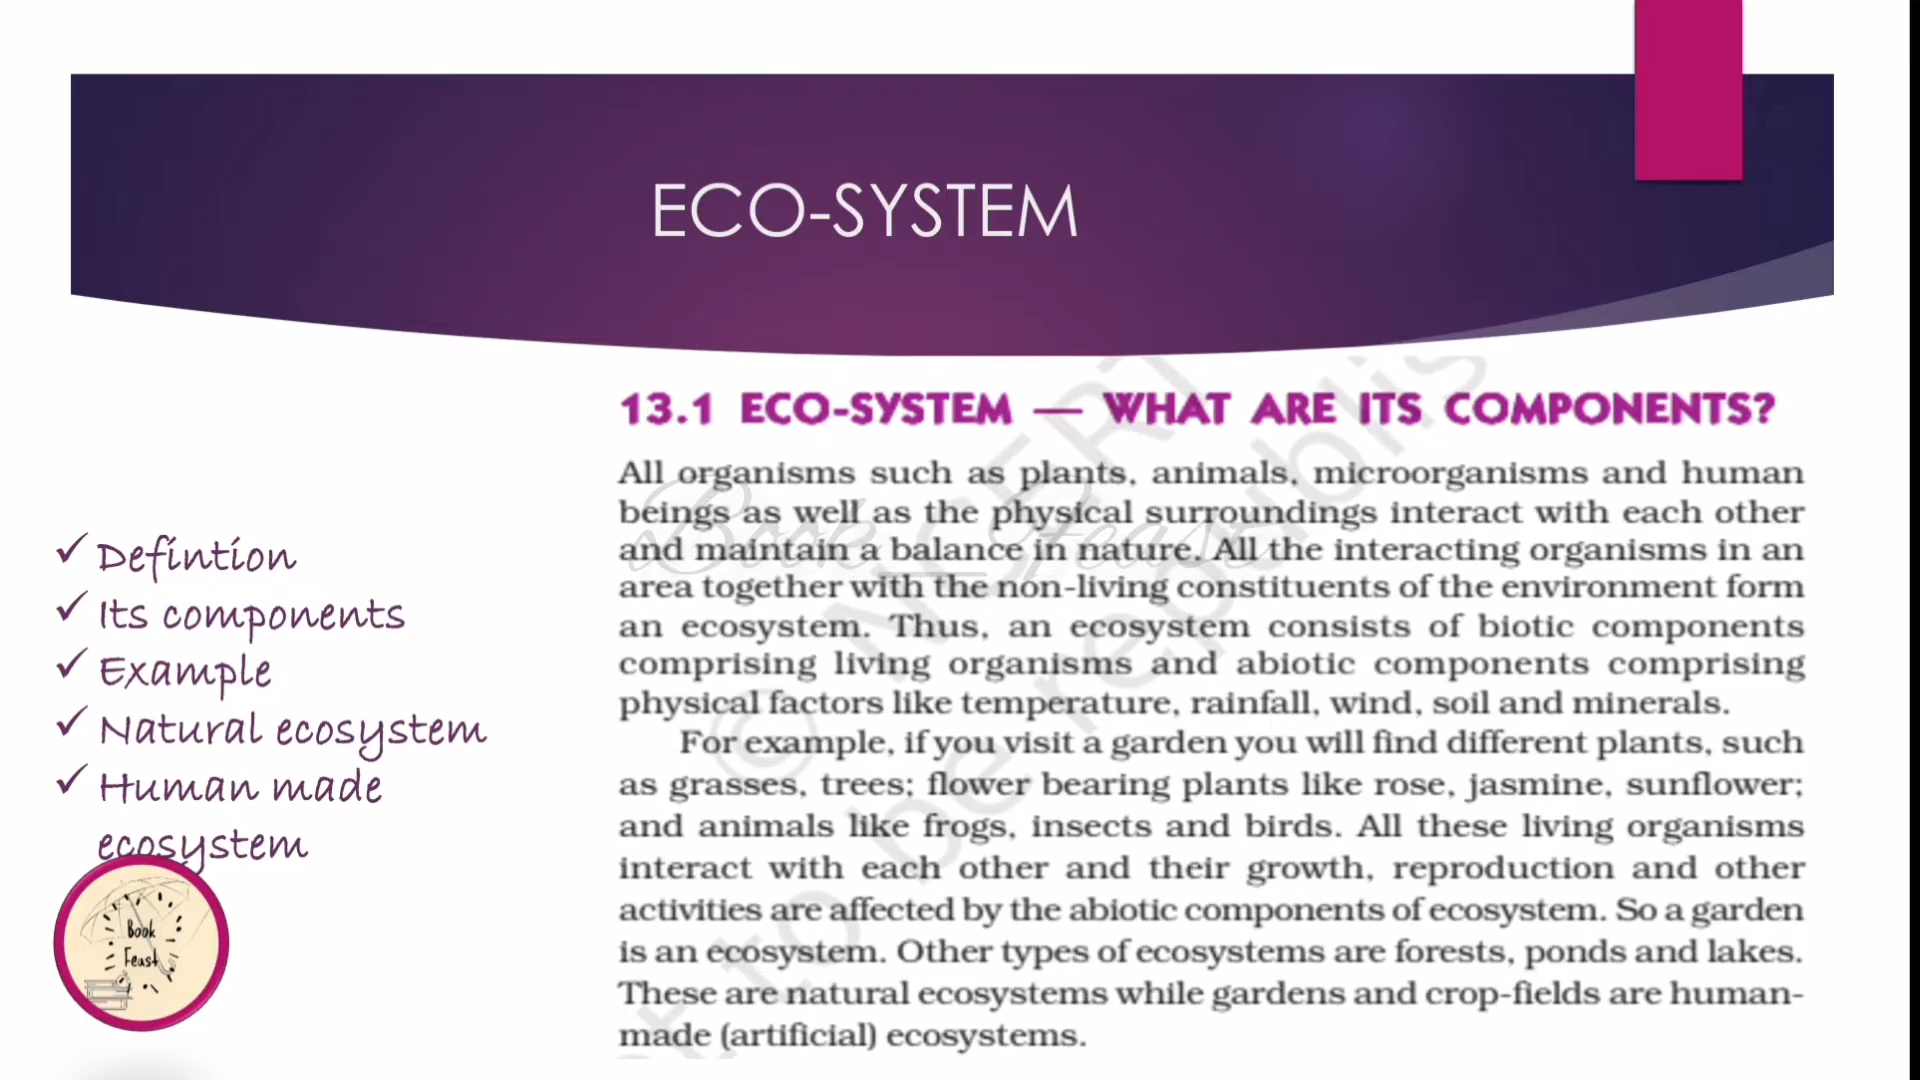 ECO-SYSTEM
✓ Defintion
✓ Its components
✓ Example
✓ Natural ecosystem
✓ Human made
ecosystem
Book
Feast
13.1 ECO-SYSTEM — WHAT ARE ITS COMPONENTS?
All organisms such as plants, animals, microorganisms and human
beings as well as the physical surroundings interact with each other
and maintain a balance in nature. All the interacting organisms in an
area together with the non-living constituents of the environment form
an ecosystem. Thus, an ecosystem consists of biotic components
comprising living organisms and abiotic components comprising
physical factors like temperature, rainfall, wind, soil and minerals.
For example, if you visit a garden you will find different plants, such
as grasses, trees; flower bearing plants like rose, jasmine, sunflower;
and animals like frogs, insects and birds. All these living organisms
interact with each other and their growth, reproduction and other
activities are affected by the abiotic components of ecosystem. So a garden
is an ecosystem. Other types of ecosystems are forests, ponds and lakes.
These are natural ecosystems while gardens and crop-fields are human-
made (artificial) ecosystems.
Book Feast
© NCERT
to be republis